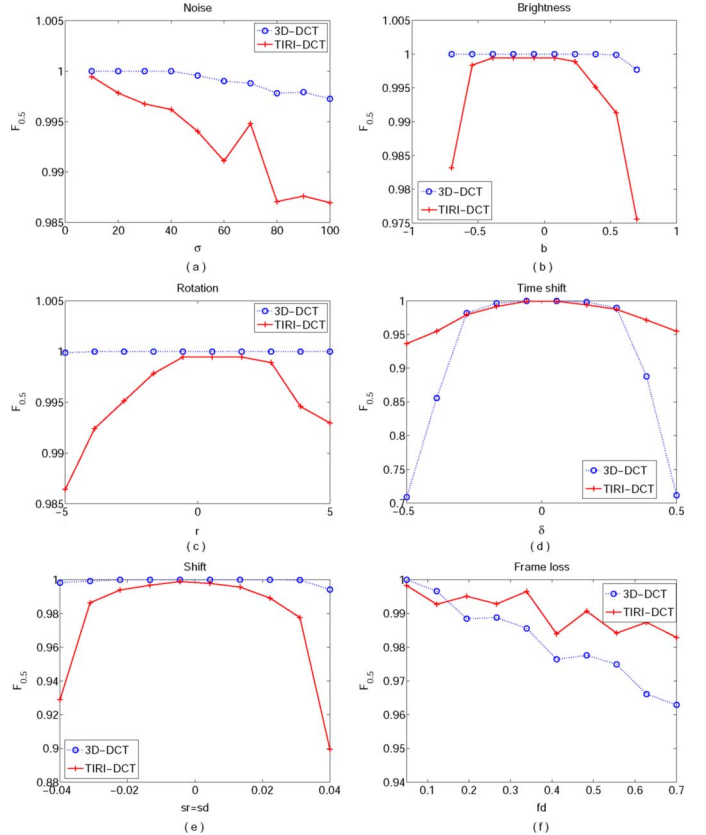 Noise
1.005
1
0.995
0.99
0.985
F0.5
0 20 40 60 80 100
σ
3D-DCT
TIRI-DCT
( a )
Brightness
1.005
1
0.995
0.99
0.985
0.98
0.975
F0.5
−1 −0.5 0 0.5 1
b
3D-DCT
TIRI-DCT
( b )
Rotation
1.005
1
0.995
0.99
0.985
F0.5
−5 0 5
r
3D-DCT
TIRI-DCT
( c )
Time shift
1
0.95
0.9
0.85
0.8
0.75
0.7
F0.5
−0.5 0 0.5
δ
3D-DCT
TIRI-DCT
( d )
Shift
1
0.98
0.96
0.94
0.92
0.9
0.88
F0.5
−0.04 −0.02 0 0.02 0.04
sr=sd
3D-DCT
TIRI-DCT
( e )
Frame loss
1
0.99
0.98
0.97
0.96
0.95
0.94
F0.5
0.1 0.2 0.3 0.4 0.5 0.6 0.7
fd
3D-DCT
TIRI-DCT
( f )